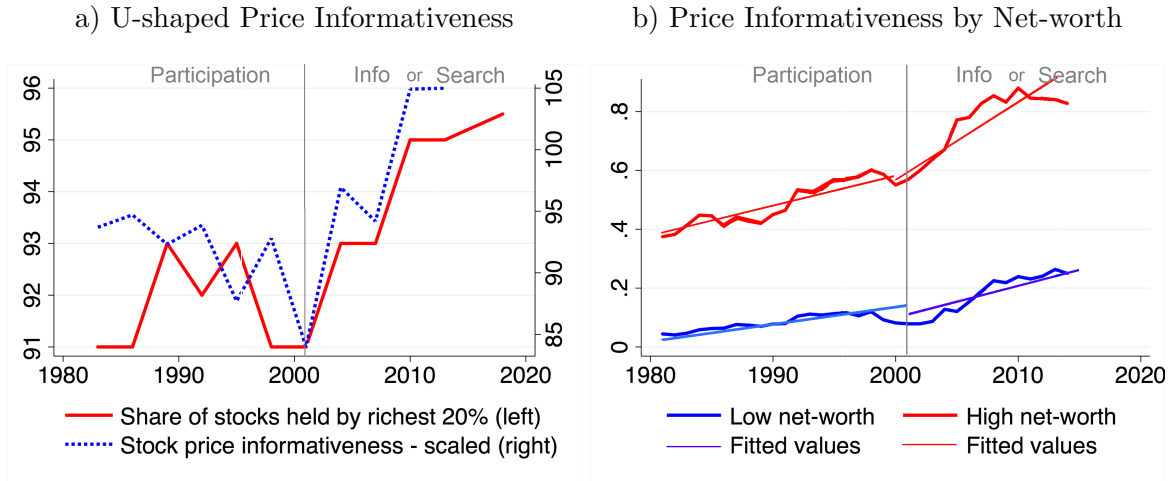 a) U-shaped Price Informativeness
Participation
Info or Search
96
95
94
93
92
91
105
100
95
90
85
1980 1990 2000 2010 2020
Share of stocks held by richest 20% (left)
Stock price informativeness - scaled (right)
b) Price Informativeness by Net-worth
Participation
Info or Search
.8
.6
.4
.2
0
1980 1990 2000 2010 2020
Low net-worth High net-worth
Fitted values Fitted values